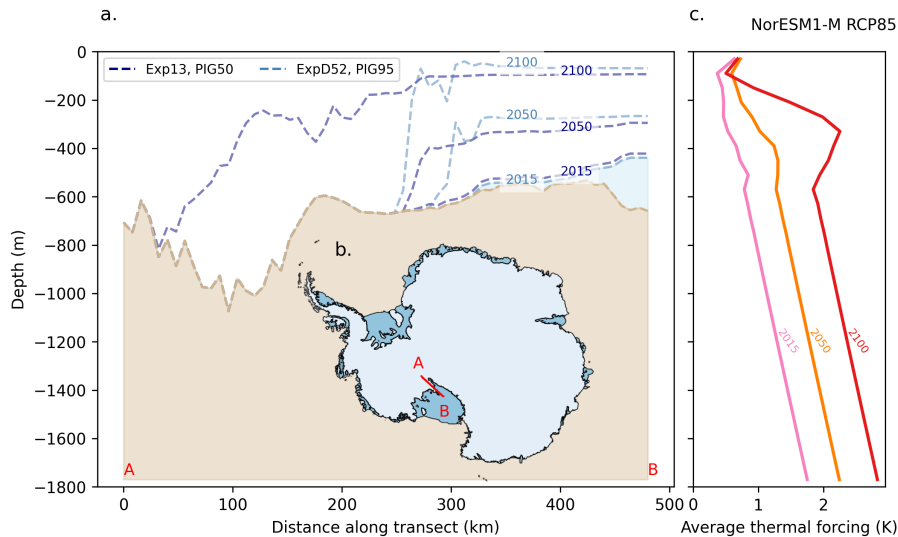 a.
c.
NorESM1-M RCP85
Exp13, PIG50
ExpD52, PIG95
2100
2100
2050
2050
2015
2015
0
−200
−400
−600
−800
−1000
−1200
−1400
−1600
−1800
Depth (m)
b.
A
B
A
B
2015
2050
2100
0 100 200 300 400 500
Distance along transect (km)
0 1 2
Average thermal forcing (K)